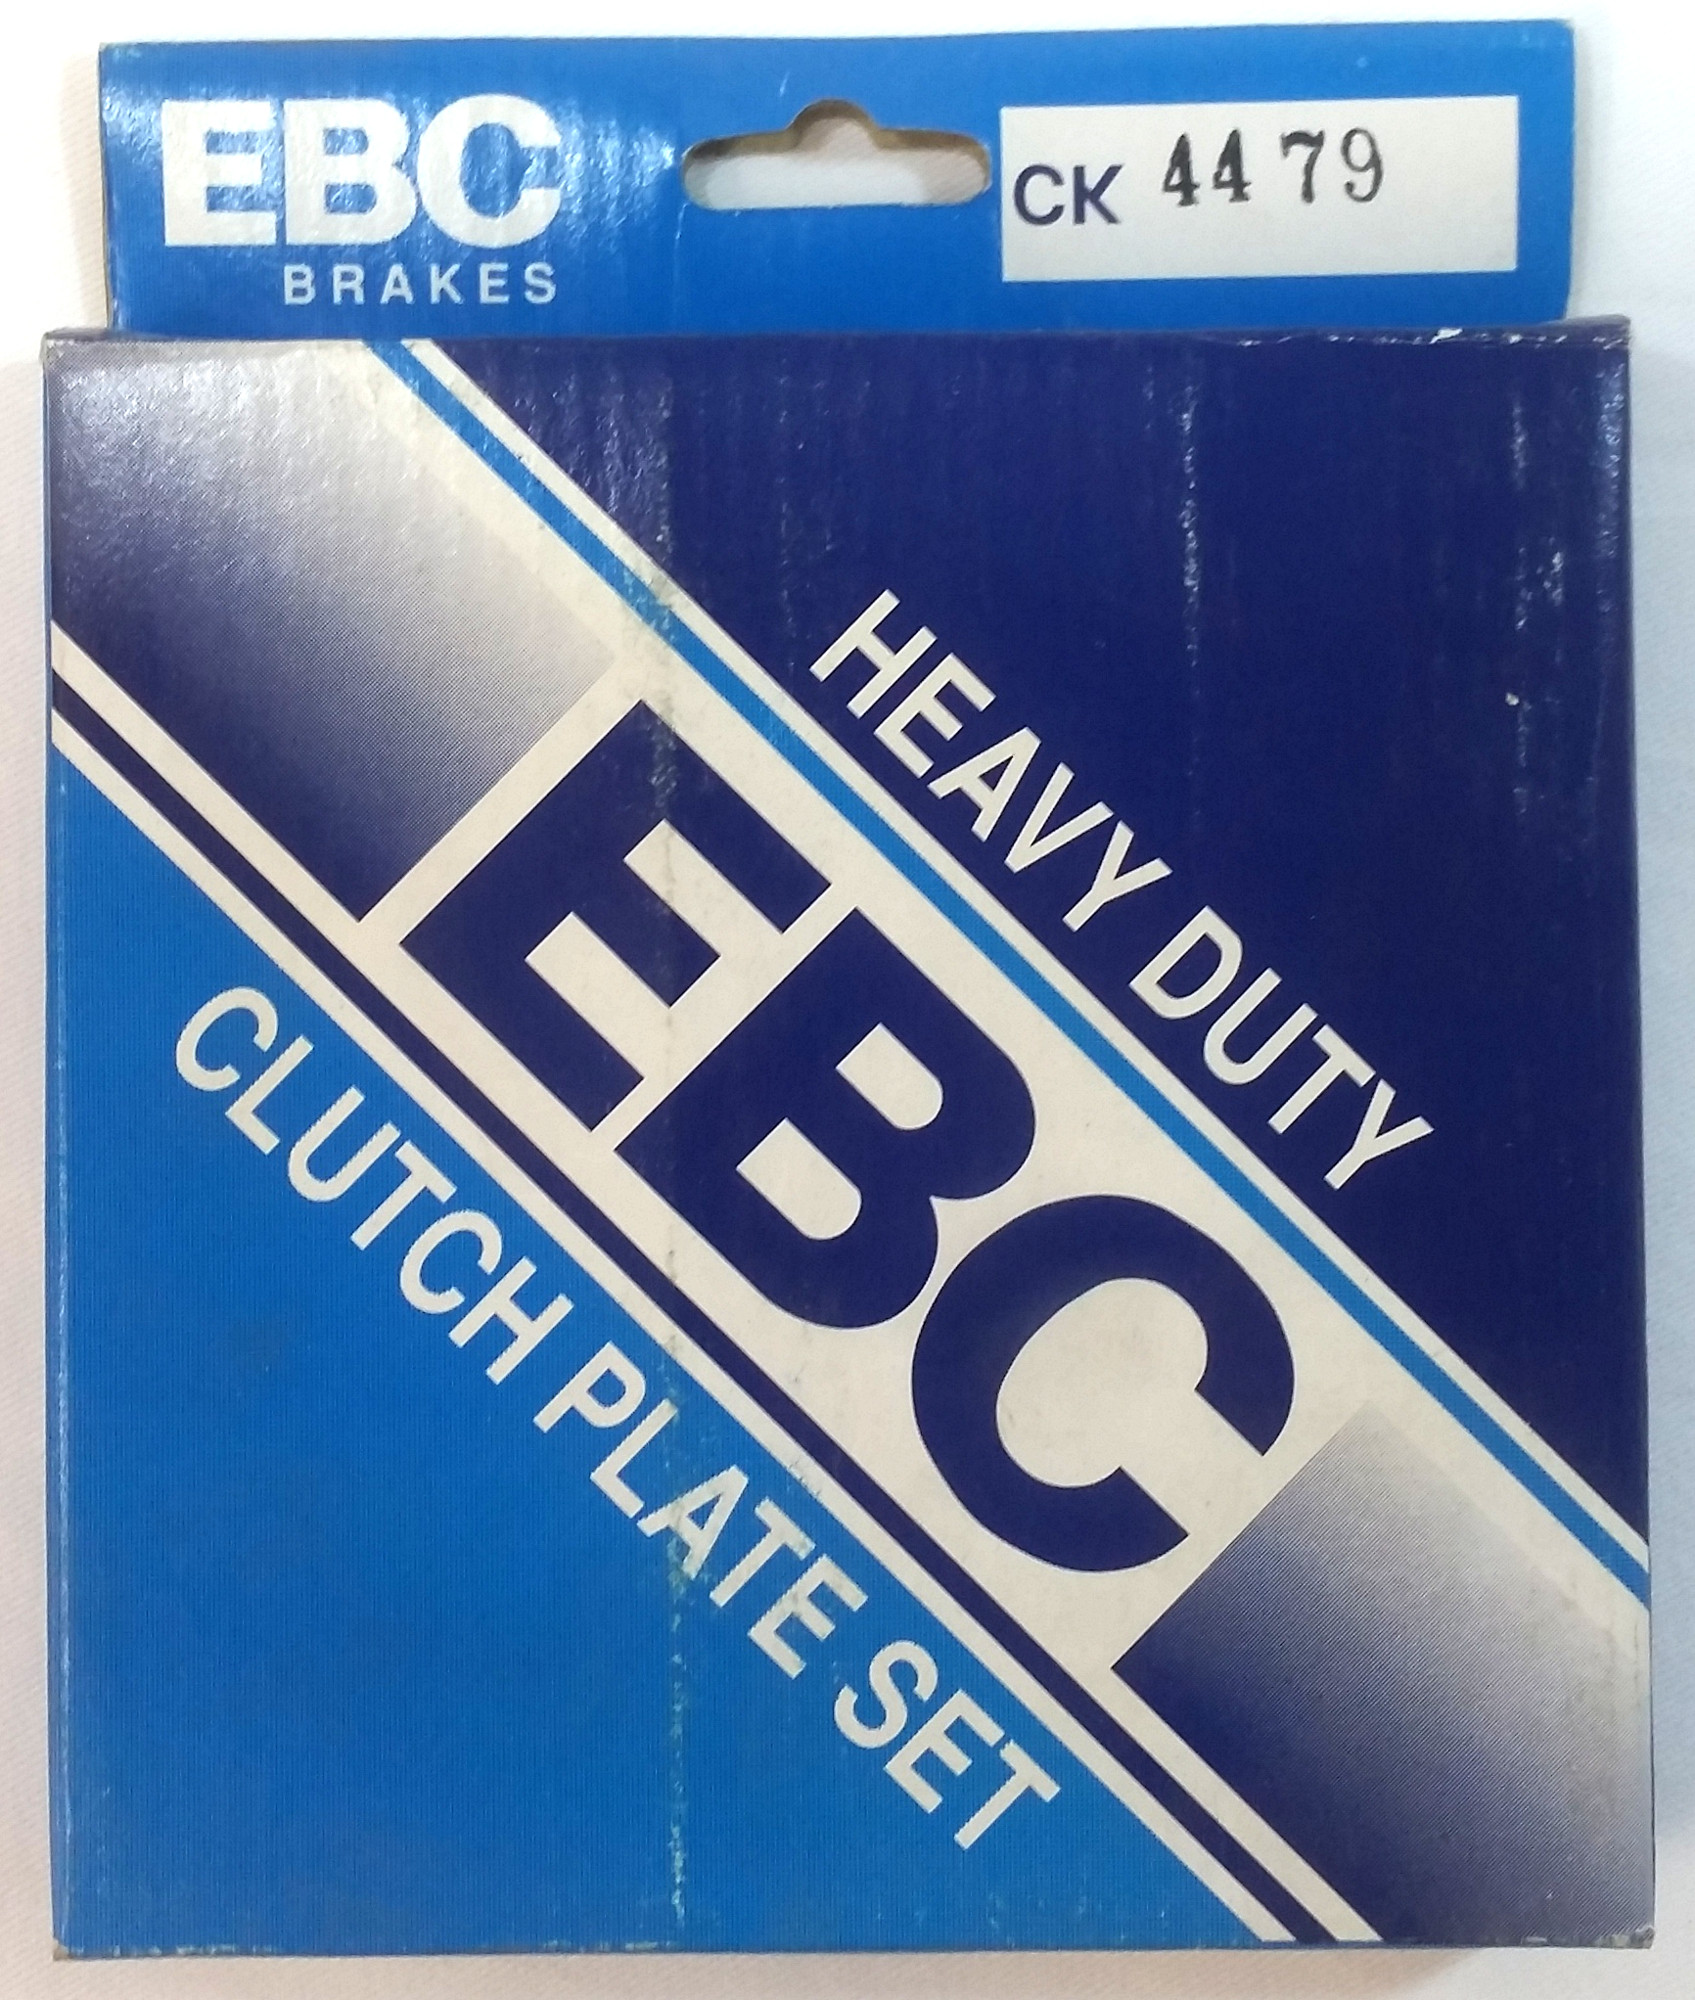 EBC
BRAKES
CK 4479
HEAVY DUTY
EBC
CLUTCH PLATE SET